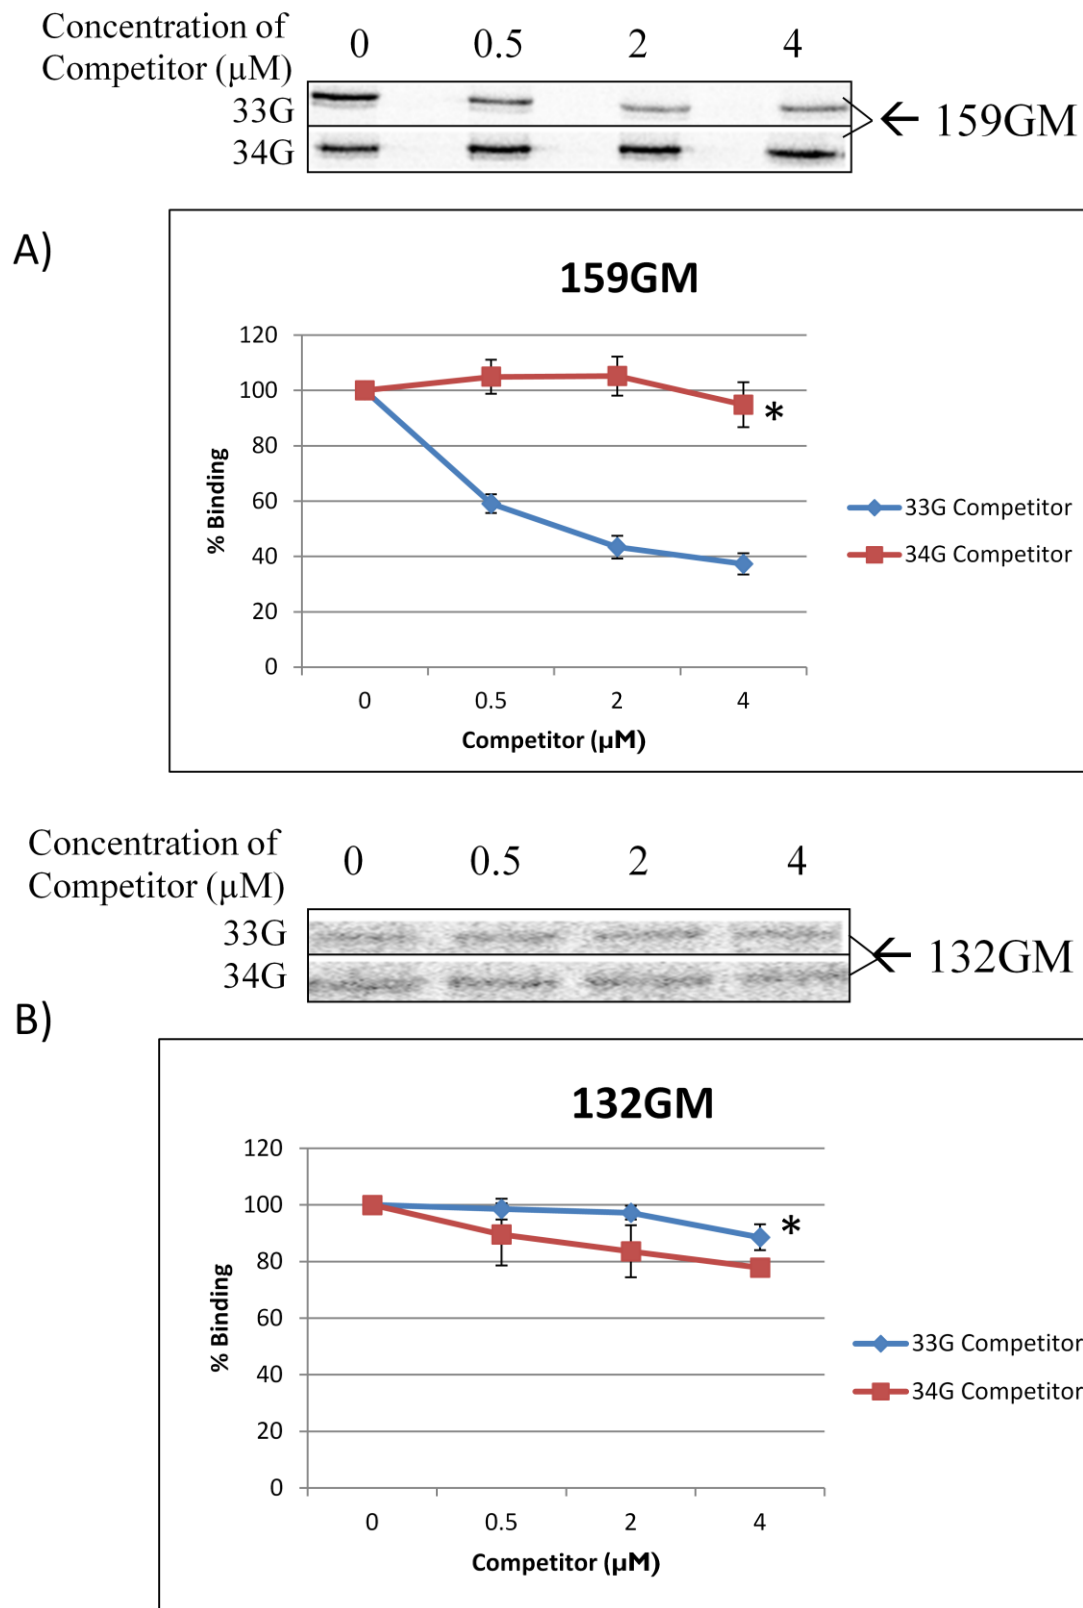 Concentration of
Competitor (µM)
0 0.5 2 4
33G
34G
← 159GM
A)
159GM
120
100
80
60
40
20
0
% Binding
*
33G Competitor
34G Competitor
0 0.5 2 4
Competitor (µM)
Concentration of
Competitor (µM)
0 0.5 2 4
33G
34G
← 132GM
B)
132GM
120
100
80
60
40
20
0
% Binding
*
33G Competitor
34G Competitor
0 0.5 2 4
Competitor (µM)